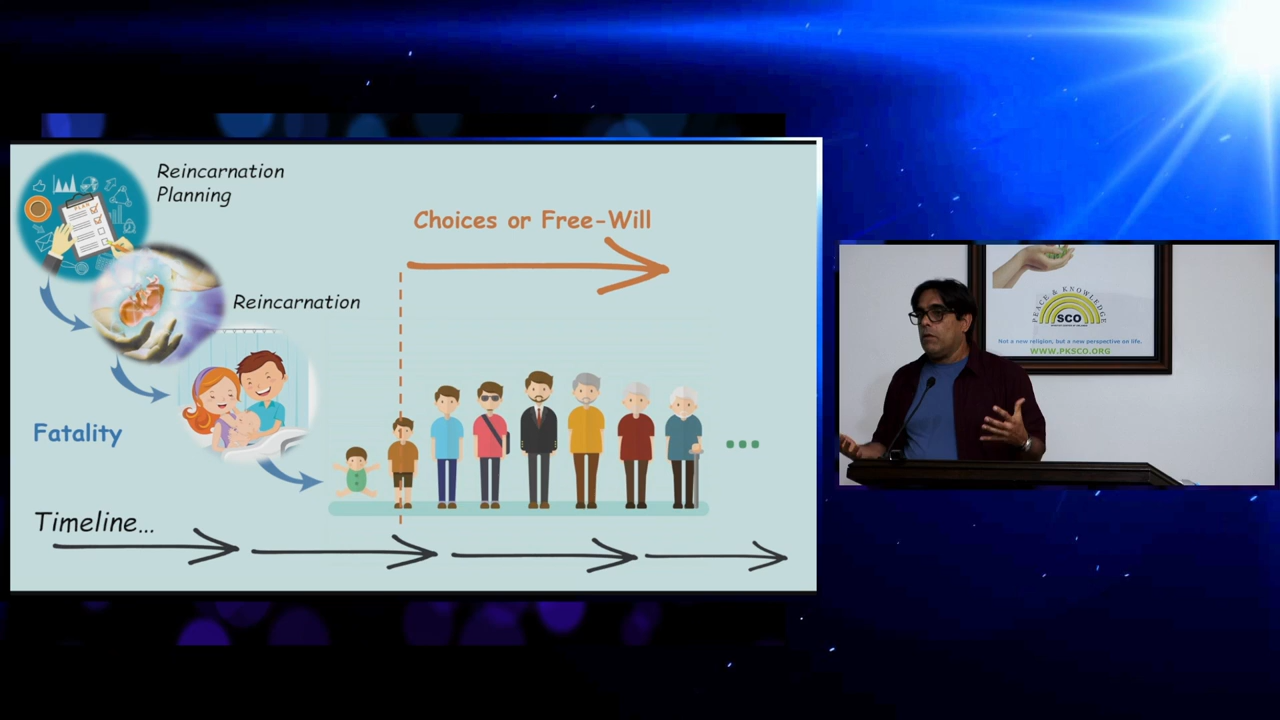 Reincarnation
Planning
Choices or Free-Will
Reincarnation
Fatality
Timeline...
PEACE & KNOWLEDGE
SCO
Not a new religion, but a new perspective on life.
WWW.PKSCO.ORG